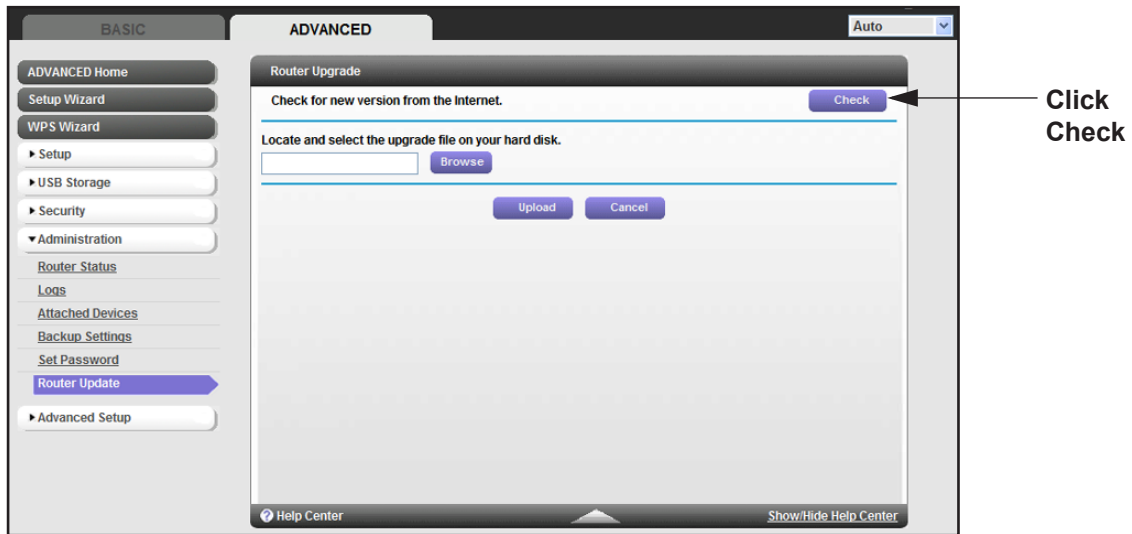 BASIC
ADVANCED
Auto
ADVANCED Home
Setup Wizard
WPS Wizard
Setup
USB Storage
Security
Administration
Router Status
Logs
Attached Devices
Backup Settings
Set Password
Router Update
Advanced Setup
Router Upgrade
Check for new version from the Internet.
Check
Locate and select the upgrade file on your hard disk.
Browse
Upload
Cancel
? Help Center
Show/Hide Help Center
Click
Check